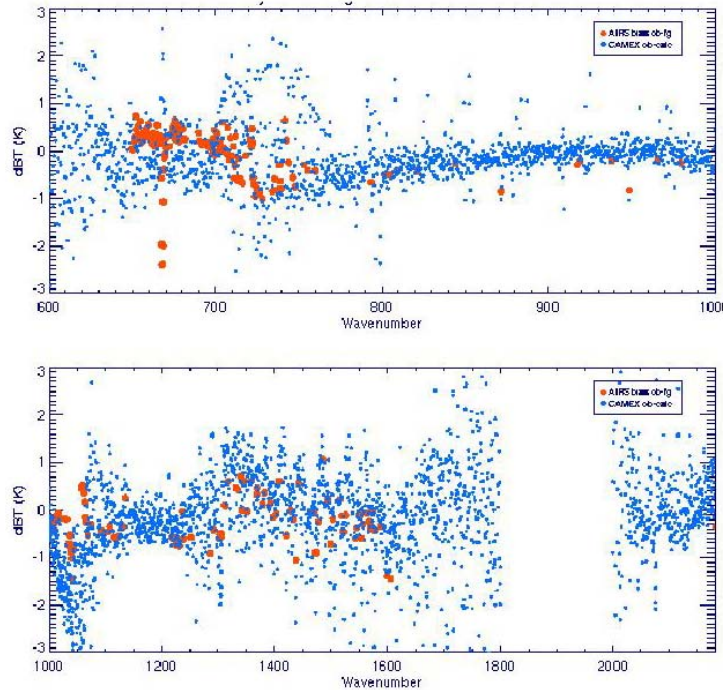 3
2
1
0
-1
-2
-3
dBT (K)
AIRS bias ob-fg
CAMEX ob-calc
600 700 800 900 1000
Wavenumber
3
2
1
0
-1
-2
-3
dBT (K)
AIRS bias ob-fg
CAMEX ob-calc
1000 1200 1400 1600 1800 2000
Wavenumber